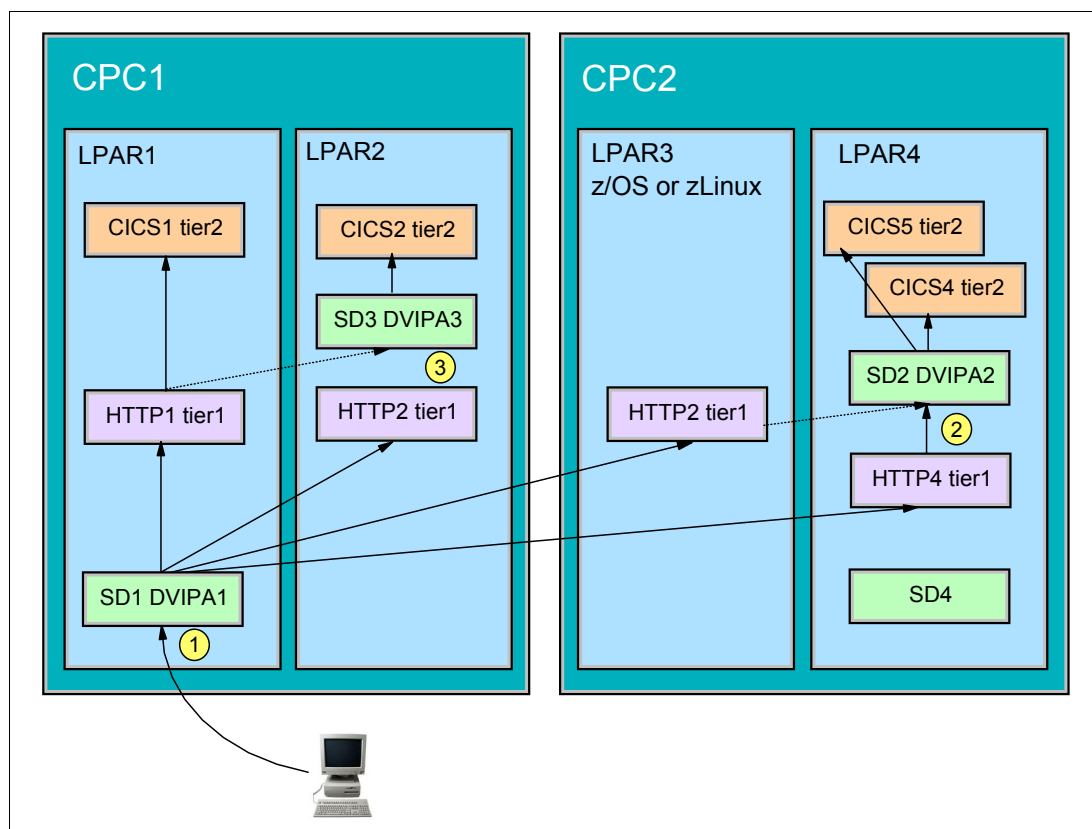 CPC1
LPAR1
CICS1 tier2
HTTP1 tier1
SD1 DVIPA1
1
LPAR2
CICS2 tier2
SD3 DVIPA3
3
HTTP2 tier1
CPC2
LPAR3
z/OS or zLinux
HTTP2 tier1
LPAR4
CICS5 tier2
CICS4 tier2
SD2 DVIPA2
2
HTTP4 tier1
SD4